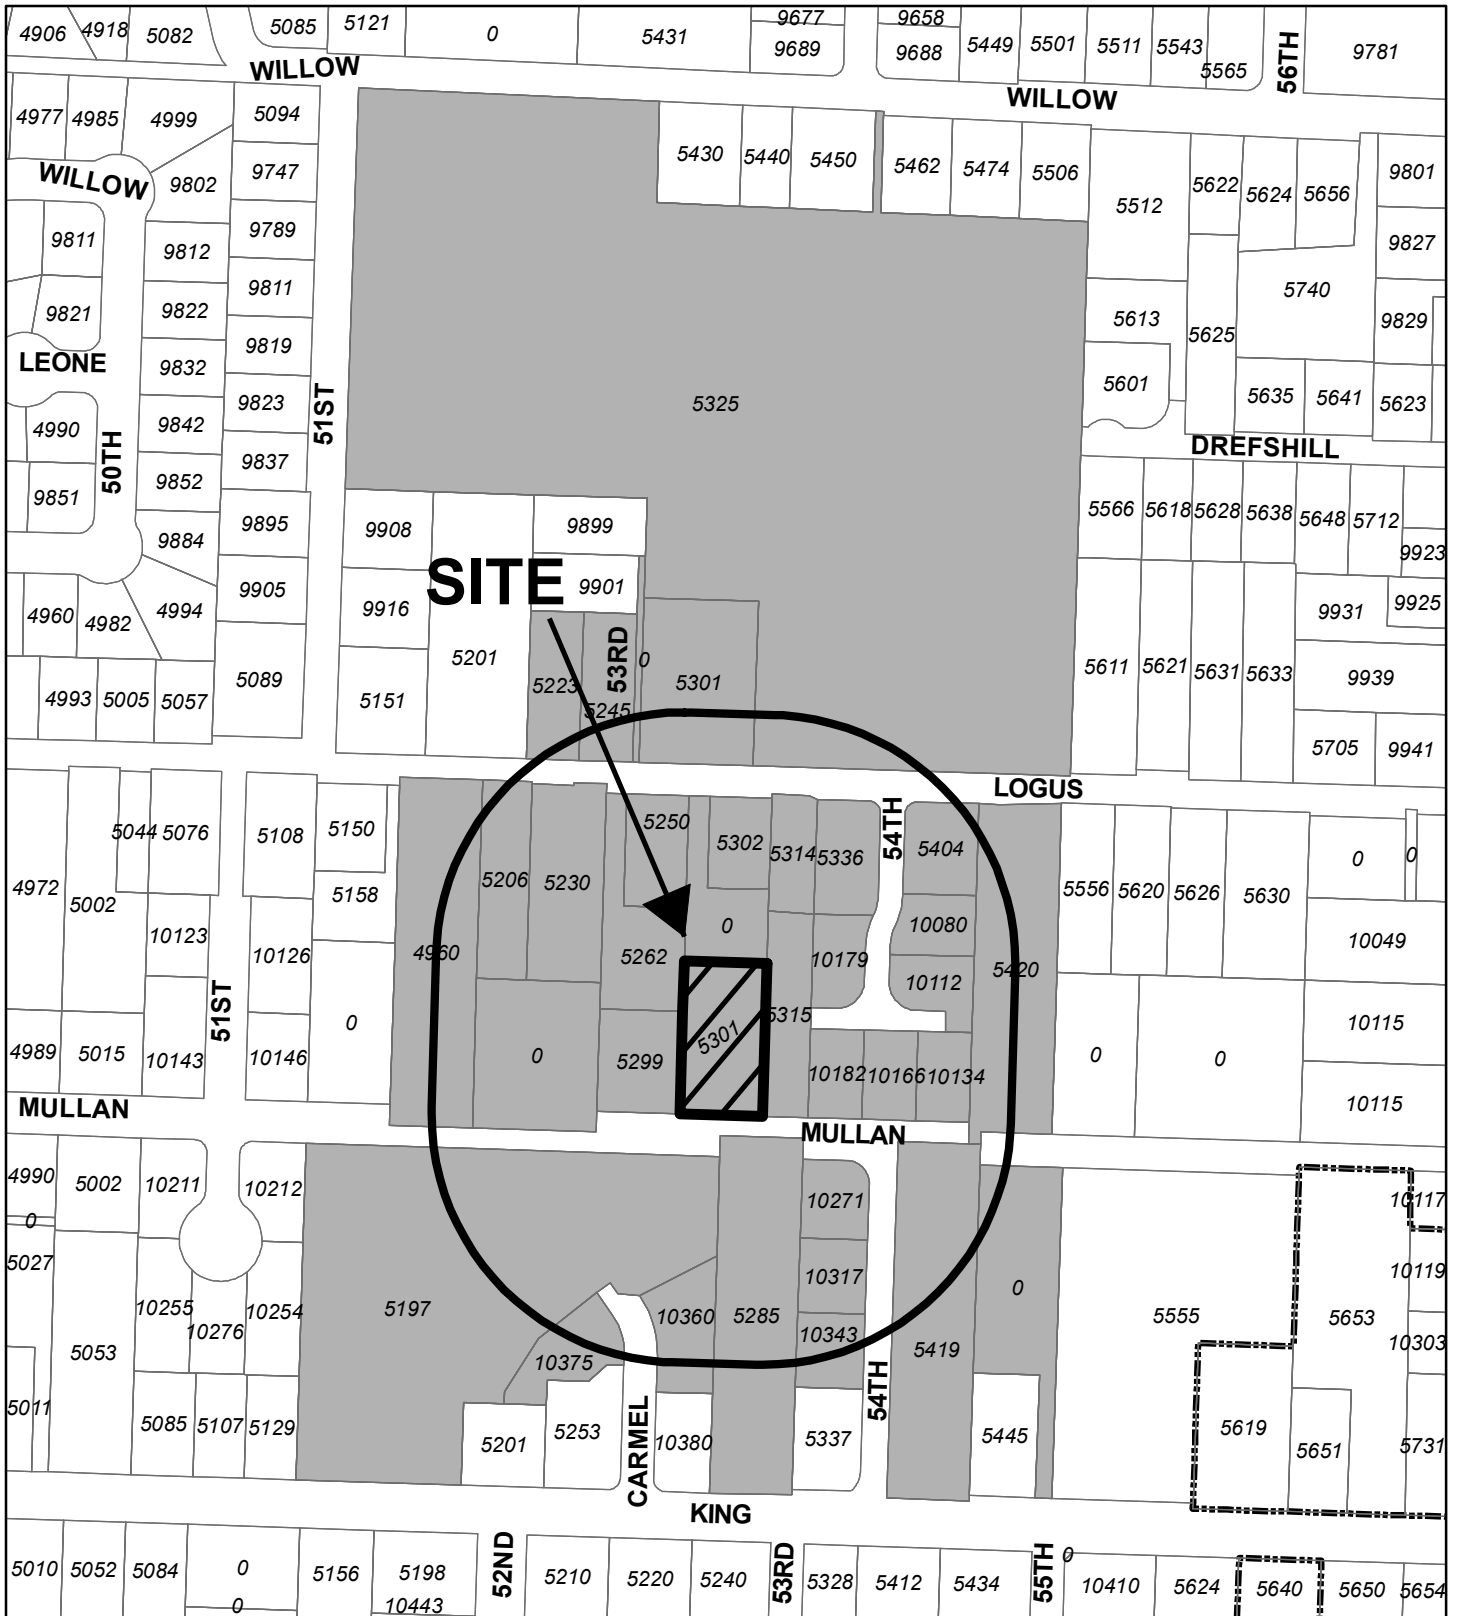 4906 4918 5082 5085 5121 0 5431 9677 9658 5449 5501 5511 5543 5565 56TH 9781
9689 9688
WILLOW WILLOW
4977 4985 4999 5094
5430 5440 5450 5462 5474 5506 5512 5622 5624 5656 9801
WILLOW 9802 9747
9811 9812 9789 9827
9821 9822 9811 5740
LEONE 9832 9819 5613 5625 9829
5325
4990 50TH 9842 9823 51ST 5601 5635 5641 5623
9851 9852 9837 DREFSHILL
9884 9895 9908 9899 5566 5618 5628 5638 5648 5712
9923
SITE
4960 4982 4994 9905 9916 9901 9931 9925
4993 5005 5057 5089 5151 5201 5223 5245 53RD 0 5301 5611 5621 5631 5633 9939
5705 9941
LOGUS
5044 5076 5108 5150 5250 5302 5314 5336 54TH 5404 0 0
4972 5002 5158 5206 5230 5556 5620 5626 5630
10123 10126 4960 5262 0 10179 10080 5420 10049
10112
51ST 0 5315 10115
4989 5015 10143 10146 0 5299 5301 10182 10166 10134 0 0
10115
MULLAN MULLAN
4990 5002 10211 10212 10271 10117
0
5027 10317 0 10119
10255 10276 10254 5197 10360 5285 5555 5653
5053 10375 10343 5419 10303
5011 5085 5107 5129 5201 5253 CARMEL 10380 5337 54TH 5445 5619 5651 5731
KING
5010 5052 5084 0 5156 5198 52ND 5210 5220 5240 53RD 5328 5412 5434 55TH 0 10410 5624 5640 5650 5654
0 10443